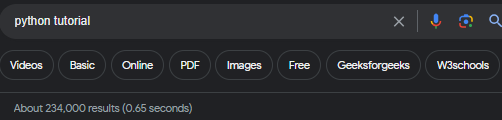 python tutorial
Videos Basic Online PDF Images Free Geeksforgeeks W3schools
About 234,000 results (0.65 seconds)